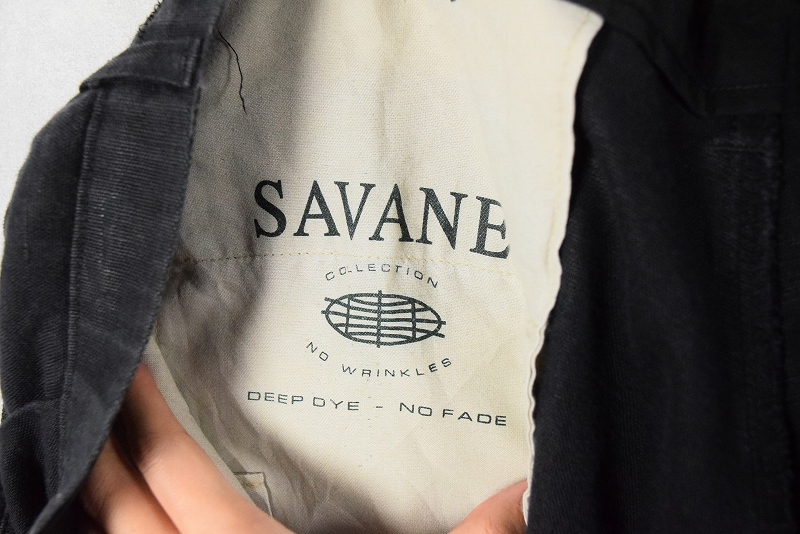 SAVANE
COLLECTION
NO WRINKLES
DEEP DYE - NO FADE